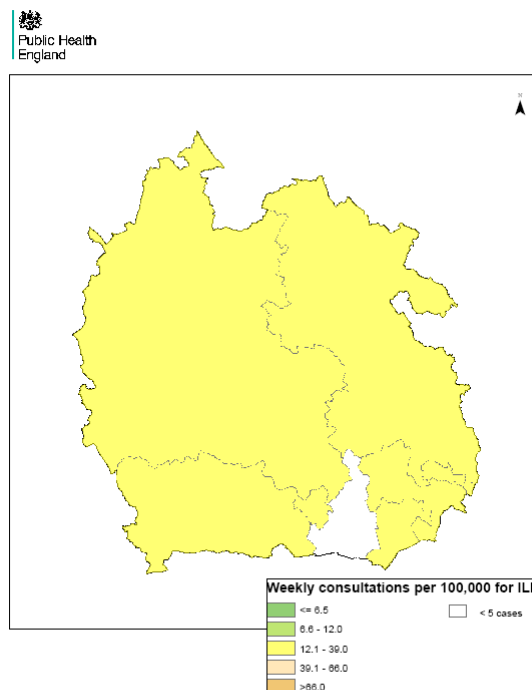 Public Health
England
N
Weekly consultations per 100,000 for ILI
<= 6.5
< 5 cases
6.6 - 12.0
12.1 - 39.0
39.1 - 66.0
>66.0